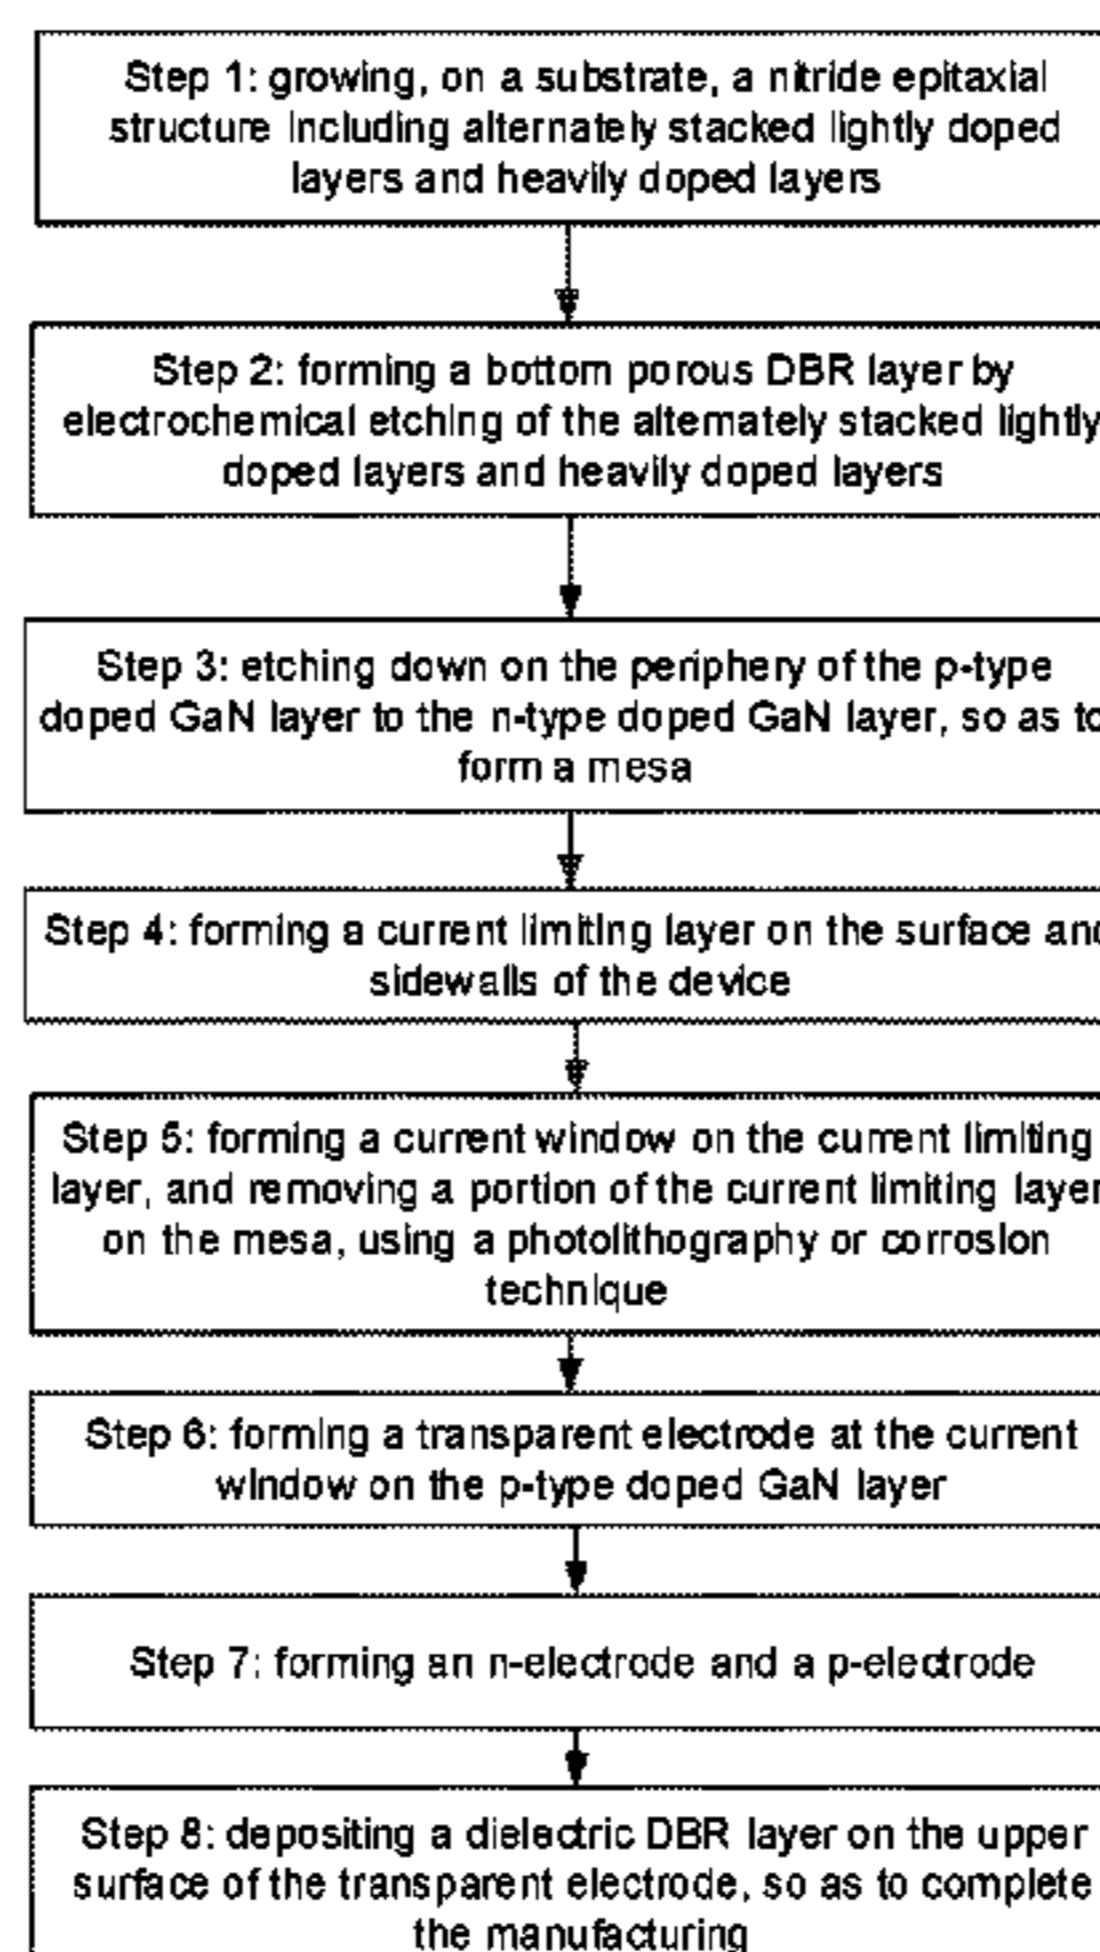 Step 1: growing, on a substrate, a nitride epitaxial
structure including alternately stacked lightly doped
layers and heavily doped layers
Step 2: forming a bottom porous DBR layer by
electrochemical etching of the alternately stacked lightly
doped layers and heavily doped layers
Step 3: etching down on the periphery of the p-type
doped GaN layer to the n-type doped GaN layer, so as to
form a mesa
Step 4: forming a current limiting layer on the surface and
sidewalls of the device
Step 5: forming a current window on the current limiting
layer, and removing a portion of the current limiting layer
on the mesa, using a photolithography or corrosion
technique
Step 6: forming a transparent electrode at the current
window on the p-type doped GaN layer
Step 7: forming an n-electrode and a p-electrode
Step 8: depositing a dielectric DBR layer on the upper
surface of the transparent electrode, so as to complete
the manufacturing